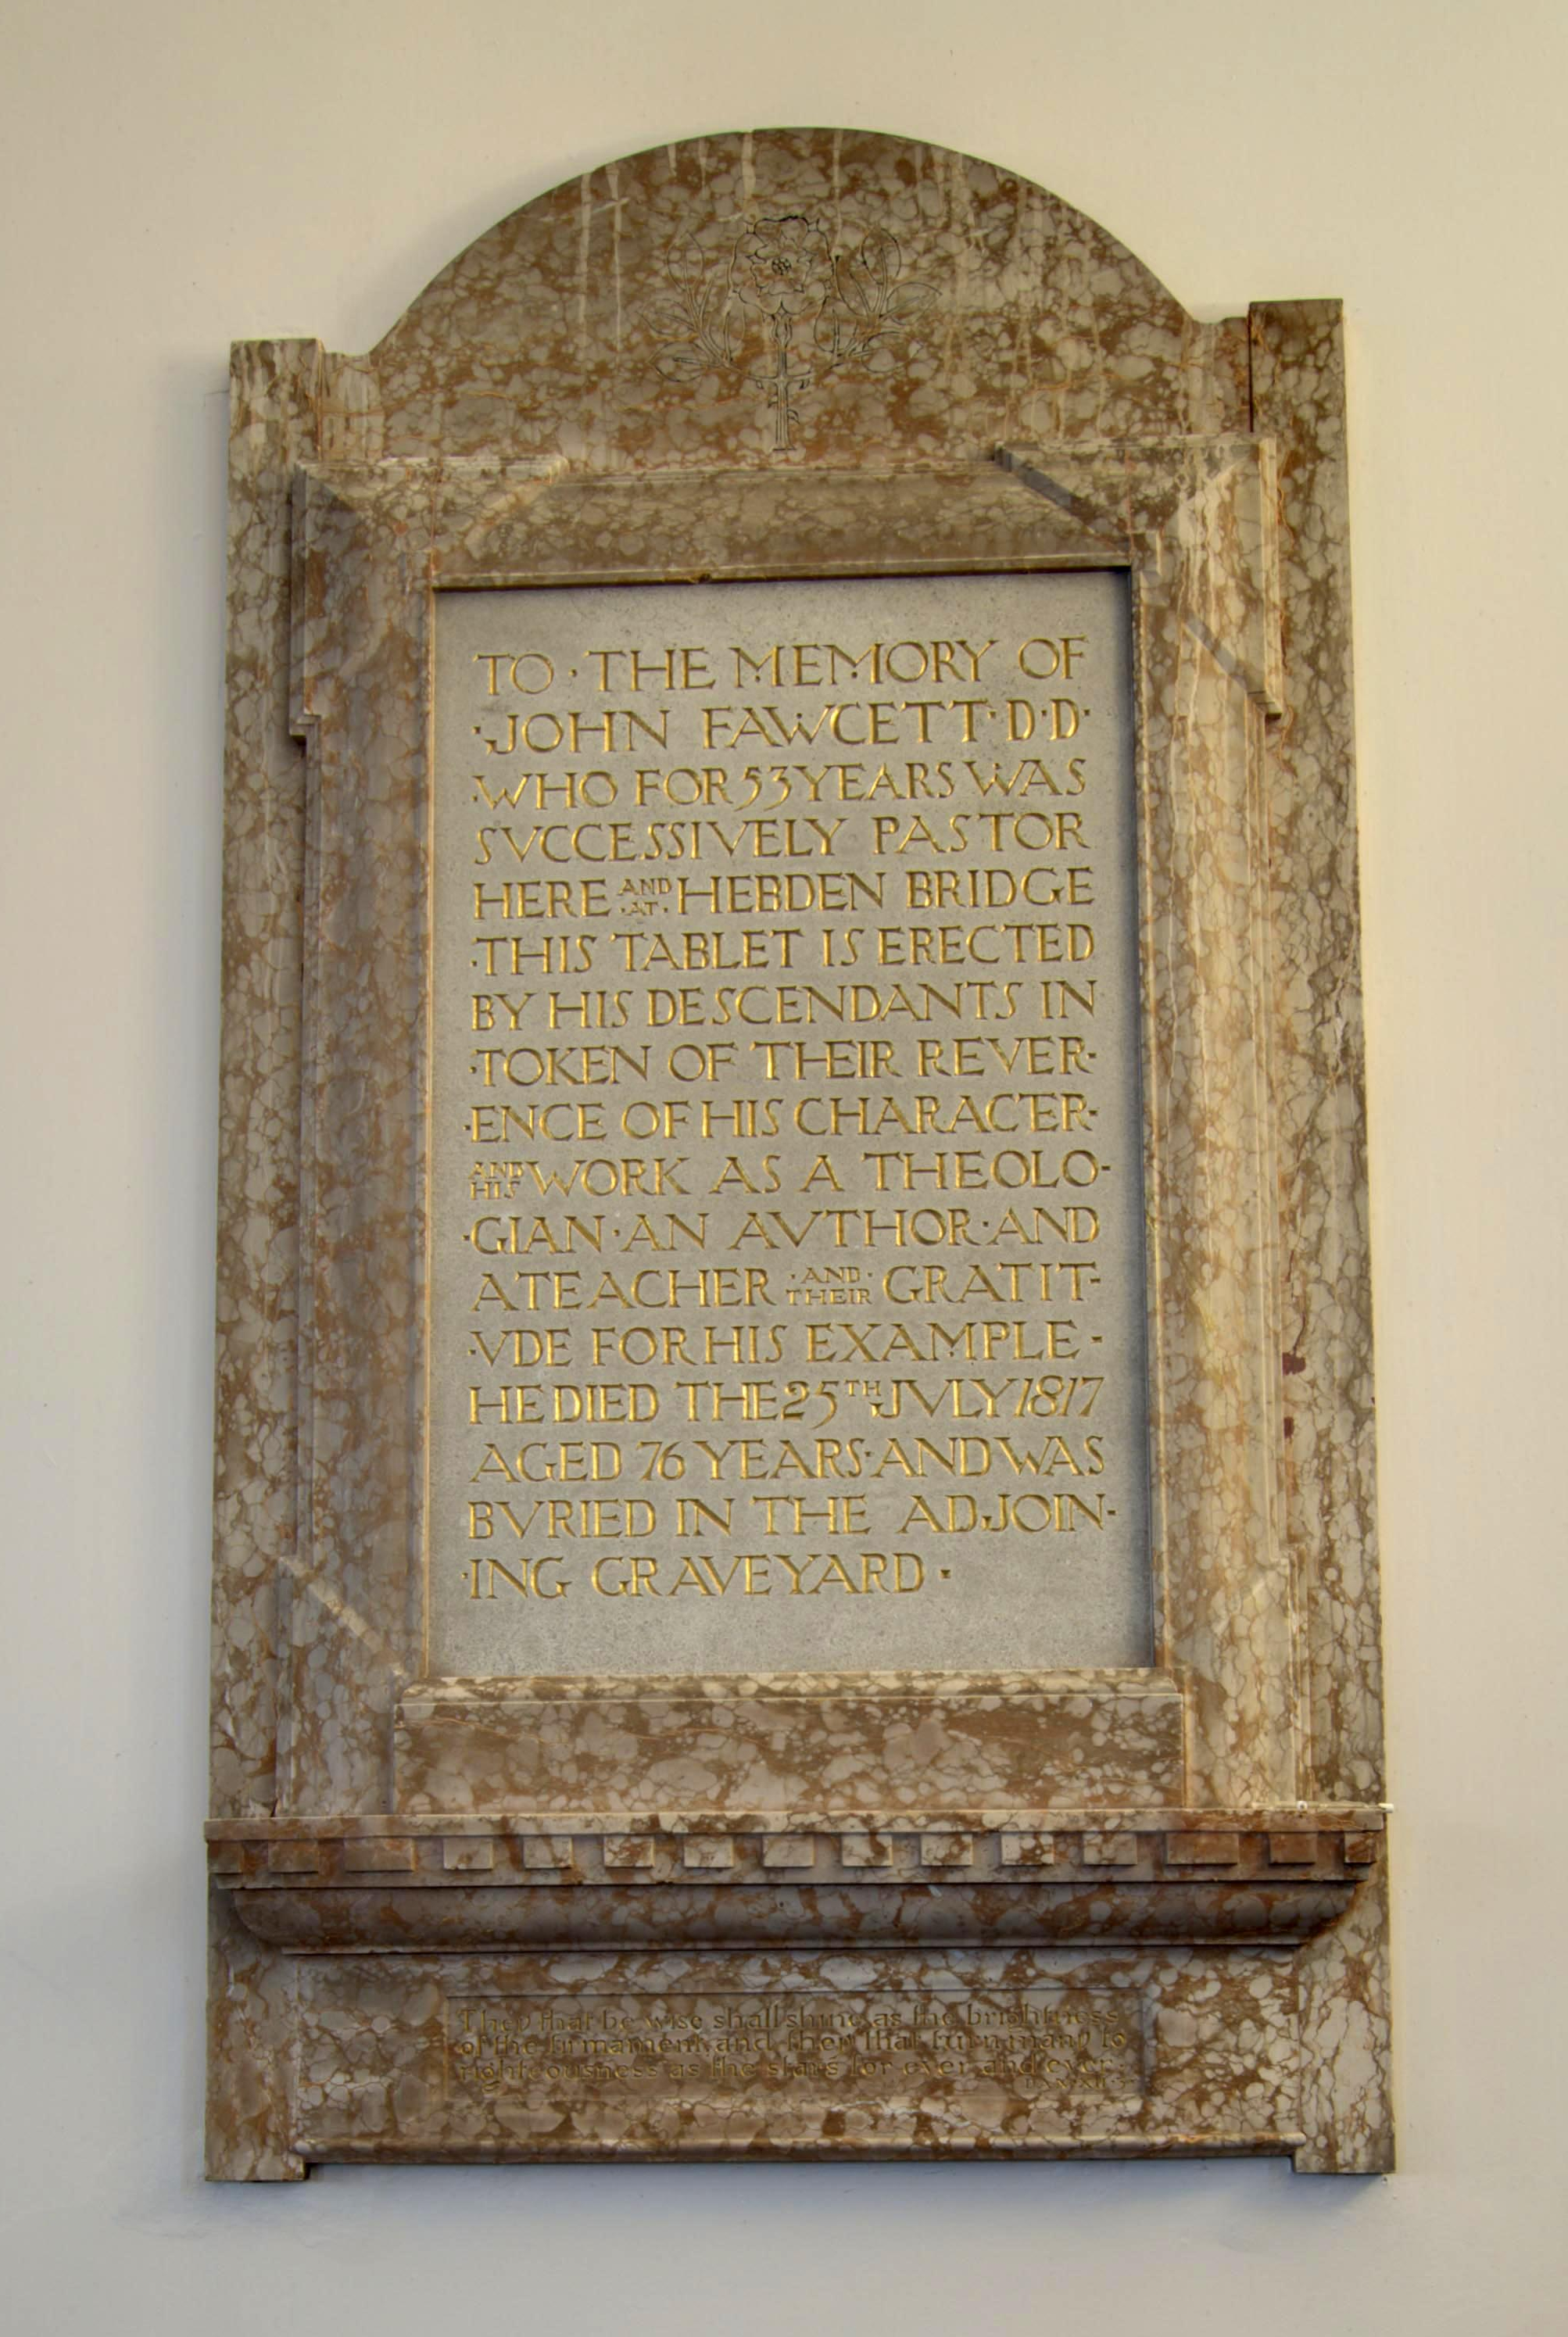 TO · THE MEMORY OF
·JOHN FAWCETT·D·D·
·WHO FOR 53 YEARS WAS
SVCCESSIVELY PASTOR
HERE AND ·AT· HEBDEN BRIDGE
·THIS TABLET IS ERECTED
BY HIS DESCENDANTS IN
·TOKEN OF THEIR REVER-
·ENCE OF HIS CHARACTER·
AND HIS WORK AS A THEOLO-
·GIAN·AN AVTHOR·AND
A TEACHER ·AND· THEIR GRATIT-
·VDE FOR HIS EXAMPLE ·
HE DIED THE 25TH JVLY 1817
AGED 76 YEARS·AND WAS
BVRIED IN THE ADJOIN-
·ING GRAVEYARD ·
They that be wise shall shine as the brightness
of the firmament and they that turn many to
righteousness as the stars for ever and ever.